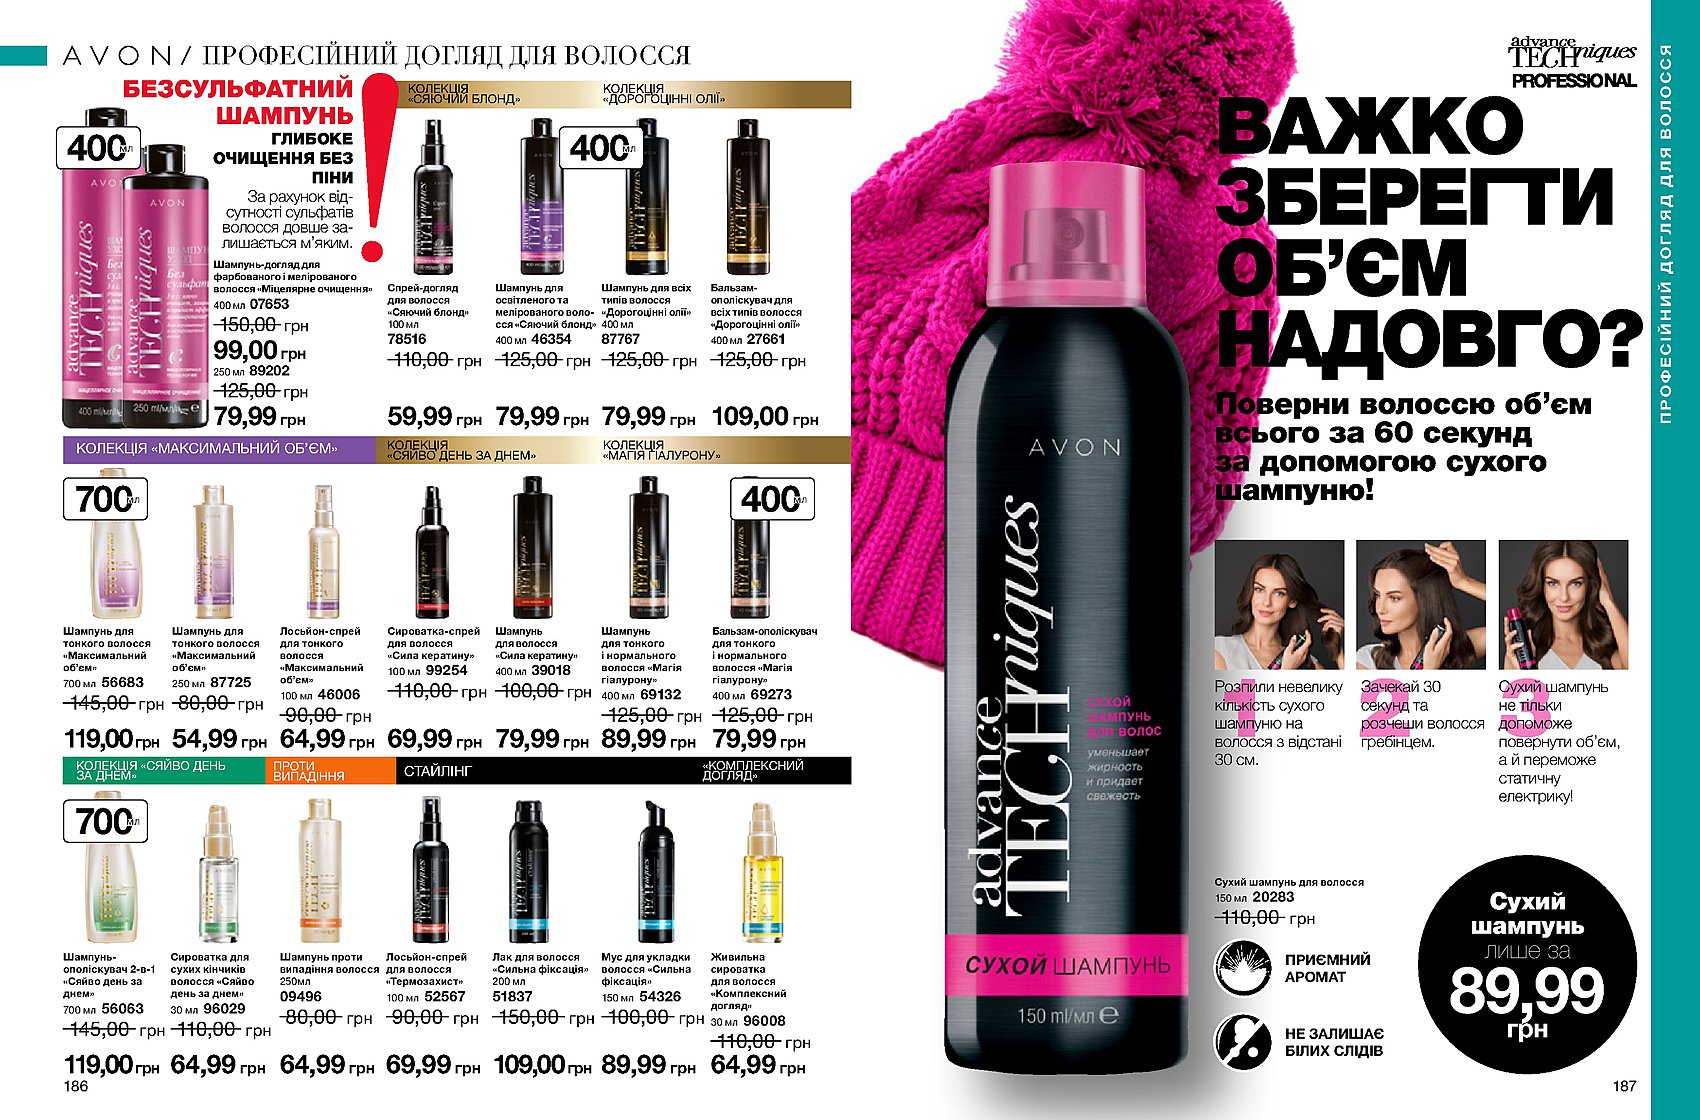 AVON / ПРОФЕСІЙНИЙ ДОГЛЯД ДЛЯ ВОЛОССЯ
БЕЗСУЛЬФАТНИЙ
ШАМПУНЬ
ГЛИБОКЕ
ОЧИЩЕННЯ БЕЗ
ПІНИ
За рахунок від-
сутності сульфатів
волосся довше за-
лишається м’яким.
!
400 мл
Шампунь-догляд для
фарбованого і мелірованого
волосся «Міцелярне очищення»
400 мл 07653
150,00 грн
99,00 грн
250 мл 89202
125,00 грн
79,99 грн
КОЛЕКЦІЯ
«СЯЮЧИЙ БЛОНД»
КОЛЕКЦІЯ
«ДОРОГОЦІННІ ОЛІЇ»
400 мл
Спрей-догляд
для волосся
«Сяючий блонд»
100 мл
78516
110,00 грн
59,99 грн
Шампунь для
освітленого та
мелірованого воло-
сся «Сяючий блонд»
400 мл 46354
125,00 грн
79,99 грн
Шампунь для всіх
типів волосся
«Дорогоцінні олії»
400 мл
87767
125,00 грн
79,99 грн
Бальзам-
ополіскувач для
всіх типів волосся
«Дорогоцінні олії»
400 мл 27661
125,00 грн
109,00 грн
КОЛЕКЦІЯ «МАКСИМАЛЬНИЙ ОБ’ЄМ»
КОЛЕКЦІЯ
«СЯЙВО ДЕНЬ ЗА ДНЕМ»
КОЛЕКЦІЯ
«МАГІЯ ГІАЛУРОНУ»
700 мл
400 мл
Шампунь для
тонкого волосся
«Максимальний
об’єм»
700 мл 56683
145,00 грн
119,00 грн
Шампунь для
тонкого волосся
«Максимальний
об’єм»
250 мл 87725
80,00 грн
54,99 грн
Лосьйон-спрей
для тонкого
волосся
«Максимальний
об’єм»
100 мл 46006
90,00 грн
64,99 грн
Сироватка-спрей
для волосся
«Сила кератину»
100 мл 99254
110,00 грн
69,99 грн
Шампунь
для волосся
«Сила кератину»
400 мл 39018
100,00 грн
79,99 грн
Шампунь
для тонкого
і нормального
волосся «Магія
гіалурону»
400 мл 69132
125,00 грн
89,99 грн
Бальзам-ополіскувач
для тонкого
і нормального
волосся «Магія
гіалурону»
400 мл 69273
125,00 грн
79,99 грн
КОЛЕКЦІЯ «СЯЙВО ДЕНЬ
ЗА ДНЕМ»
ПРОТИ
ВИПАДІННЯ
СТАЙЛІНГ
«КОМПЛЕКСНИЙ
ДОГЛЯД»
700 мл
Шампунь-
ополіскувач 2-в-1
«Сяйво день за
днем»
700 мл 56063
145,00 грн
119,00 грн
Сироватка для
сухих кінчиків
волосся «Сяйво
день за днем»
30 мл 96029
110,00 грн
64,99 грн
Шампунь проти
випадіння волосся
250мл
09496
80,00 грн
64,99 грн
Лосьйон-спрей
для волосся
«Термозахист»
100 мл 52567
90,00 грн
69,99 грн
Лак для волосся
«Сильна фіксація»
200 мл
51837
150,00 грн
109,00 грн
Мус для укладки
волосся «Сильна
фіксація»
150 мл 54326
100,00 грн
89,99 грн
Живильна
сироватка
для волосся
«Комплексний
догляд»
30 мл 96008
110,00 грн
64,99 грн
186
AVON
advance
TECHniques
СУХОЙ
ШАМПУНЬ
ДЛЯ ВОЛОС
уменьшает
жирность
и придает
свежесть
СУХОЙ ШАМПУНЬ
150 ml/мл e
advance
TECHniques
PROFESSIONAL
ВАЖКО
ЗБЕРЕГТИ
ОБ’ЄМ
НАДОВГО?
Поверни волоссю об’єм
всього за 60 секунд
за допомогою сухого
шампуню!
1
Розпили невелику
кількість сухого
шампуню на
волосся з відстані
30 см.
2
Зачекай 30
секунд та
розчеши волосся
гребінцем.
3
Сухий шампунь
не тільки
допоможе
повернути об’єм,
а й переможе
статичну
електрику!
Сухий шампунь для волосся
150 мл 20283
110,00 грн
ПРИЄМНИЙ
АРОМАТ
НЕ ЗАЛИШАЄ
БІЛИХ СЛІДІВ
Сухий
шампунь
лише за
89,99
грн
ПРОФЕСІЙНИЙ ДОГЛЯД ДЛЯ ВОЛОССЯ
187